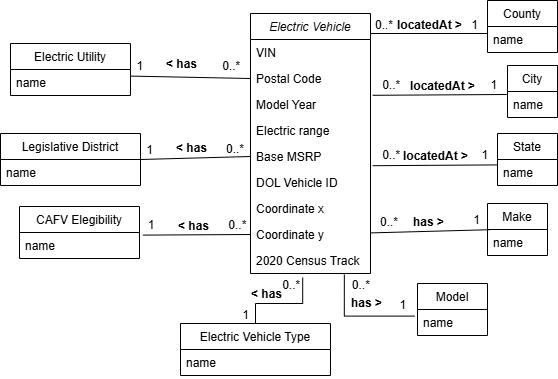 Electric Vehicle
VIN
Postal Code
Model Year
Electric range
Base MSRP
DOL Vehicle ID
Coordinate x
Coordinate y
2020 Census Track
Electric Utility
name
1 < has 0..*
Legislative District
name
1 < has 0..*
CAFV Elegibility
name
1 < has 0..*
County
name
0..* locatedAt > 1
City
name
0..* locatedAt > 1
State
name
0..* locatedAt > 1
Make
name
0..* has > 1
Model
name
0..*
has > 1
Electric Vehicle Type
name
0..*
< has
1